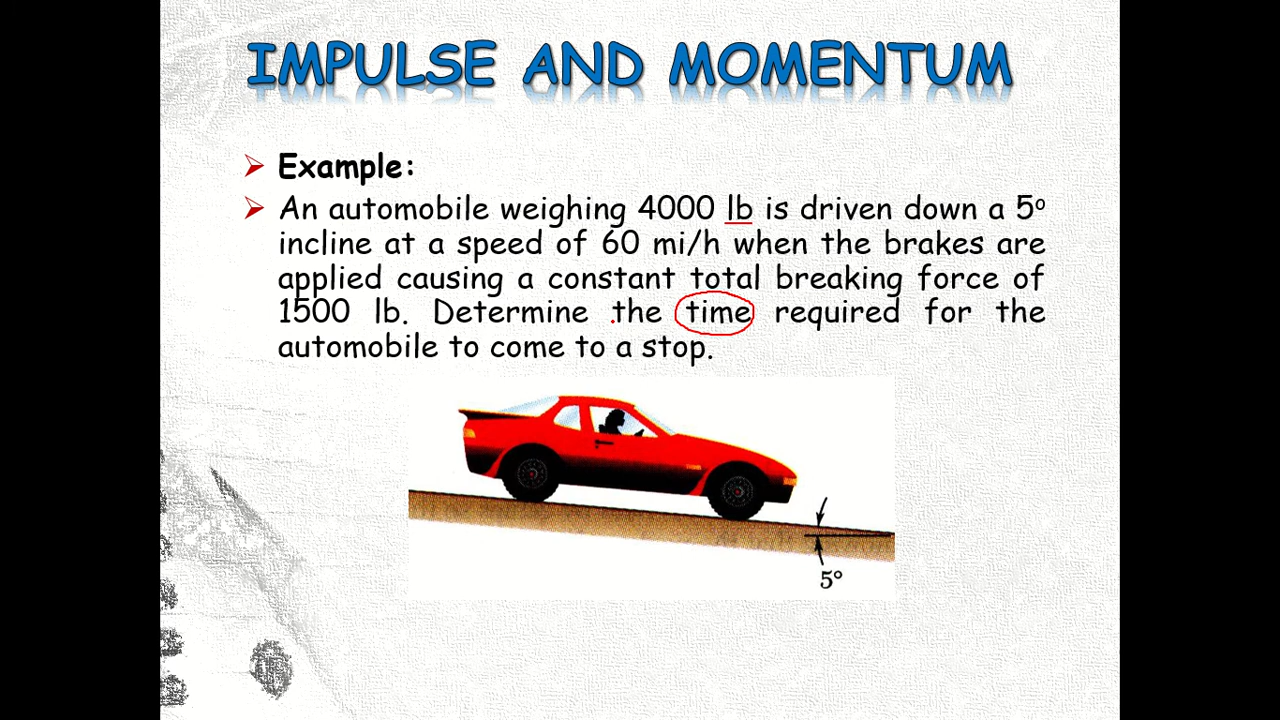 IMPULSE AND MOMENTUM
Example:
An automobile weighing 4000 lb is driven down a 5º
incline at a speed of 60 mi/h when the brakes are
applied causing a constant total breaking force of
1500 lb. Determine the time required for the
automobile to come to a stop.
5°